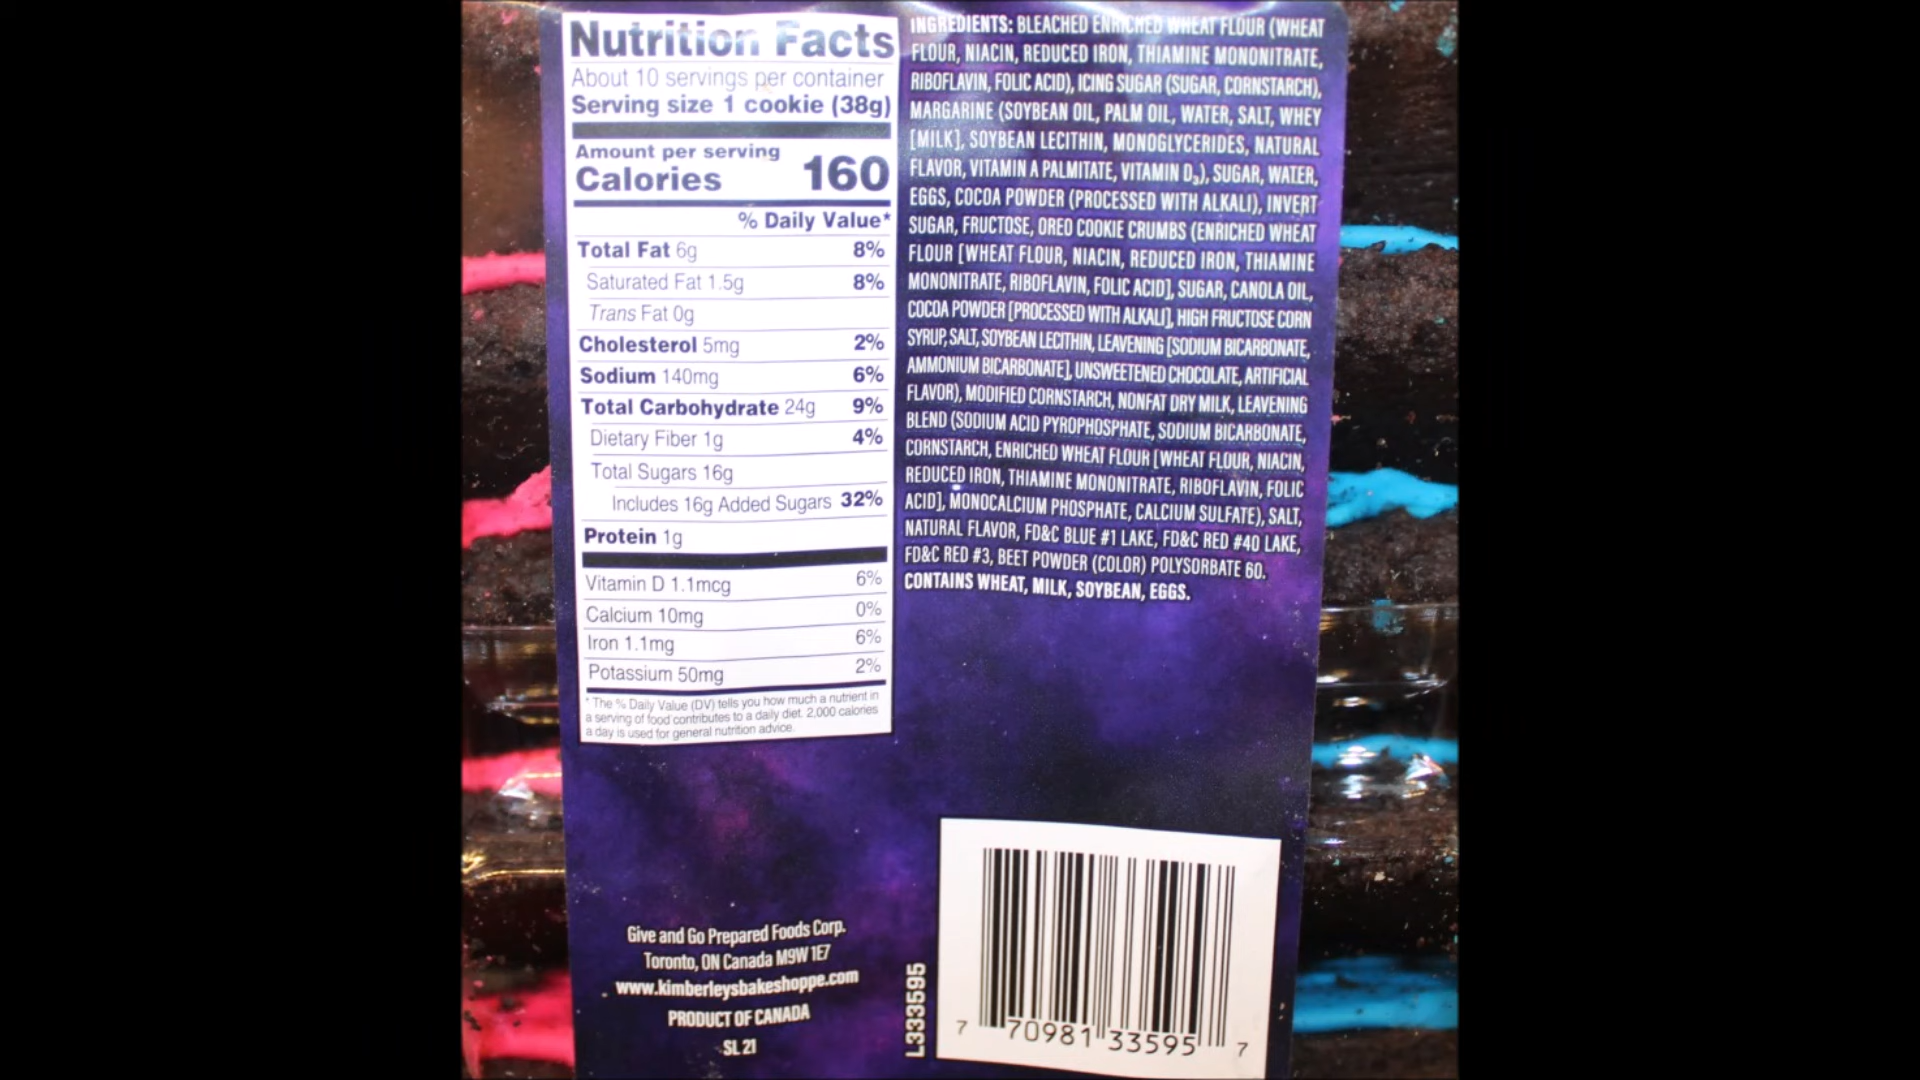 Nutrition Facts
About 10 servings per container
Serving size 1 cookie (38g)
Amount per serving
Calories 160
% Daily Value*
Total Fat 6g 8%
Saturated Fat 1.5g 8%
Trans Fat 0g
Cholesterol 5mg 2%
Sodium 140mg 6%
Total Carbohydrate 24g 9%
Dietary Fiber 1g 4%
Total Sugars 16g
Includes 16g Added Sugars 32%
Protein 1g
Vitamin D 1.1mcg 6%
Calcium 10mg 0%
Iron 1.1mg 6%
Potassium 50mg 2%
* The % Daily Value (DV) tells you how much a nutrient in
a serving of food contributes to a daily diet. 2,000 calories
a day is used for general nutrition advice.
INGREDIENTS: BLEACHED ENRICHED WHEAT FLOUR (WHEAT
FLOUR, NIACIN, REDUCED IRON, THIAMINE MONONITRATE,
RIBOFLAVIN, FOLIC ACID), ICING SUGAR (SUGAR, CORNSTARCH),
MARGARINE (SOYBEAN OIL, PALM OIL, WATER, SALT, WHEY
[MILK], SOYBEAN LECITHIN, MONOGLYCERIDES, NATURAL
FLAVOR, VITAMIN A PALMITATE, VITAMIN D₃), SUGAR, WATER,
EGGS, COCOA POWDER (PROCESSED WITH ALKALI), INVERT
SUGAR, FRUCTOSE, OREO COOKIE CRUMBS (ENRICHED WHEAT
FLOUR [WHEAT FLOUR, NIACIN, REDUCED IRON, THIAMINE
MONONITRATE, RIBOFLAVIN, FOLIC ACID], SUGAR, CANOLA OIL,
COCOA POWDER [PROCESSED WITH ALKALI], HIGH FRUCTOSE CORN
SYRUP, SALT, SOYBEAN LECITHIN, LEAVENING [SODIUM BICARBONATE,
AMMONIUM BICARBONATE], UNSWEETENED CHOCOLATE, ARTIFICIAL
FLAVOR), MODIFIED CORNSTARCH, NONFAT DRY MILK, LEAVENING
BLEND (SODIUM ACID PYROPHOSPHATE, SODIUM BICARBONATE,
CORNSTARCH, ENRICHED WHEAT FLOUR [WHEAT FLOUR, NIACIN,
REDUCED IRON, THIAMINE MONONITRATE, RIBOFLAVIN, FOLIC
ACID], MONOCALCIUM PHOSPHATE, CALCIUM SULFATE), SALT,
NATURAL FLAVOR, FD&C BLUE #1 LAKE, FD&C RED #40 LAKE,
FD&C RED #3, BEET POWDER (COLOR) POLYSORBATE 60.
CONTAINS WHEAT, MILK, SOYBEAN, EGGS.
Give and Go Prepared Foods Corp.
Toronto, ON Canada M9W 1E7
www.kimberleysbakeshoppe.com
PRODUCT OF CANADA
SL 21
L333595
7 70981 33595 7